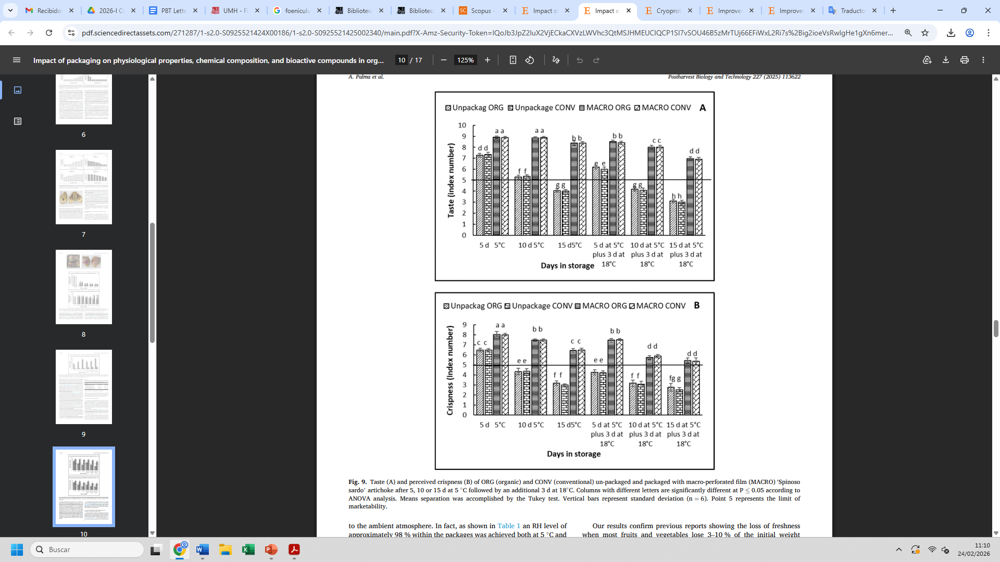 Recibidos
2026-I C
PBT Lette
UMH - Fi
foeniculu
Bibliotec
Bibliotec
Scopus -
Impact o
Impact o
Cryoprot
Improve
Improve
Traducto
pdf.sciencedirectassets.com/271287/1-s2.0-S0925521424X00186/1-s2.0-S0925521425002340/main.pdf?X-Amz-Security-Token=IQoJb3JpZ2luX2VjECkaCXVzLWVhc3QtMSJHMEUCIQCP1SI7vSOU46B5zMrTUj66EFiWxL2Ri7s%2Big2ioeVsRwIgHe1gXn6mer...
Impact of packaging on physiological properties, chemical composition, and bioactive compounds in org...
10 / 17
125%
6
7
8
9
10
A. Palma et al.
Postharvest Biology and Technology 227 (2025) 113622
Unpackag ORG Unpackage CONV MACRO ORG MACRO CONV A
Taste (index number)
10
9
8
7
6
5
4
3
2
1
0
d d a a
f f a a
g g b b
e e b b
g g c c
h h d d
5 d 5°C 10 d 5°C 15 d5°C 5 d at 5°C 10 d at 5°C 15 d at 5°C
plus 3 d at plus 3 d at plus 3 d at
18°C 18°C 18°C
Days in storage
Unpackag ORG Unpackage CONV MACRO ORG MACRO CONV B
Crispness (Index number)
9
8
7
6
5
4
3
2
1
0
c c a a
e e b b
f f c c
e e b b
f f d d
fg g d d
5 d 5°C 10 d 5°C 15 d5°C 5 d at 5°C 10 d at 5°C 15 d at 5°C
plus 3 d at plus 3 d at plus 3 d at
18°C 18°C 18°C
Days in storage
Fig. 9. Taste (A) and perceived crispness (B) of ORG (organic) and CONV (conventional) un-packaged and packaged with macro-perforated film (MACRO) ‘Spinoso
sardo’ artichoke after 5, 10 or 15 d at 5 °C followed by an additional 3 d at 18°C. Columns with different letters are significantly different at P ≤ 0.05 according to
ANOVA analysis. Means separation was accomplished by the Tukey test. Vertical bars represent standard deviation (n = 6). Point 5 represents the limit of
marketability.
to the ambient atmosphere. In fact, as shown in Table 1 an RH level of
approximately 98 % within the packages was achieved both at 5 °C and
Our results confirm previous reports showing the loss of freshness
when most fruits and vegetables lose 3–10 % of the initial weight
Buscar
11:10
24/02/2026